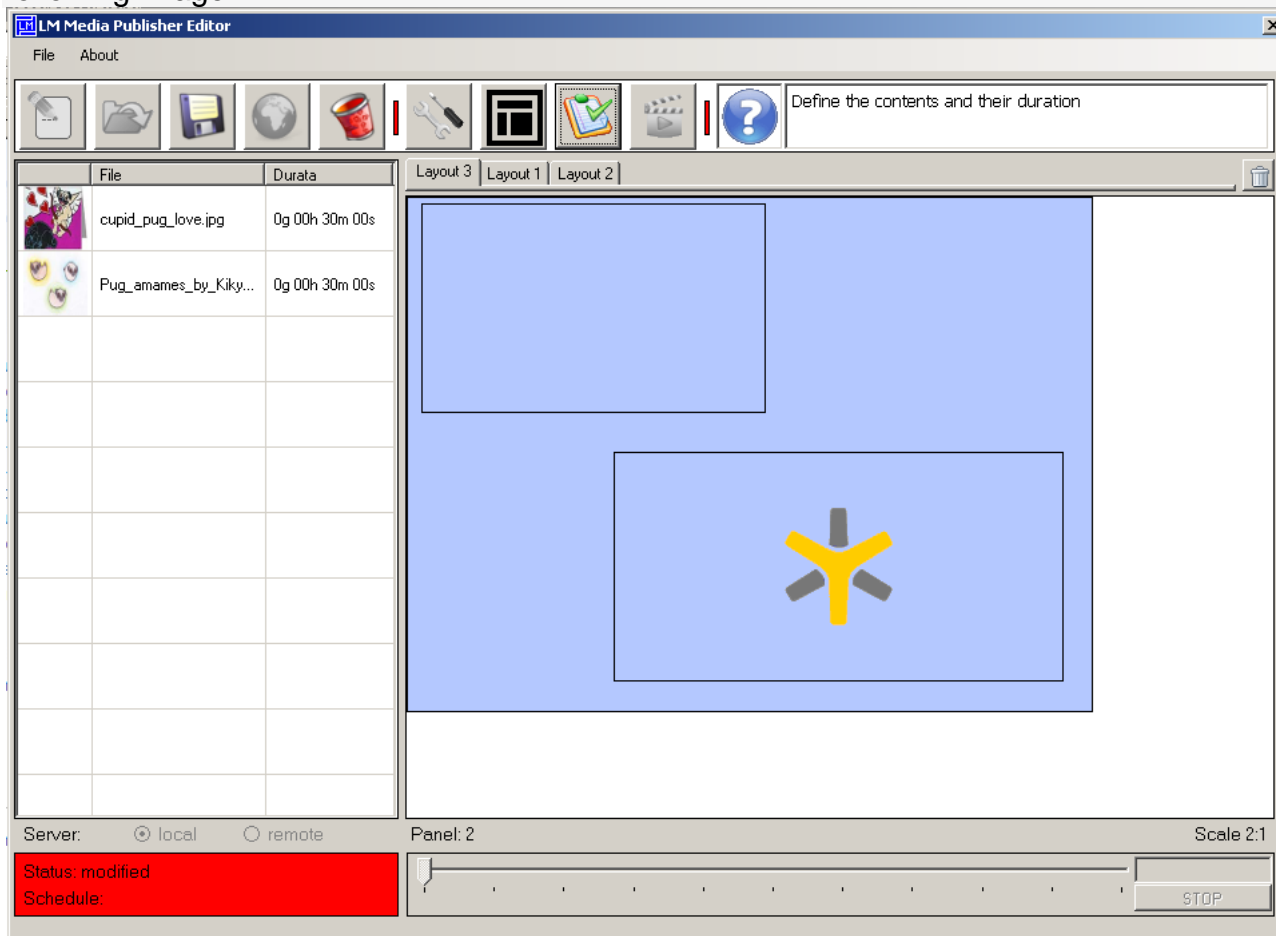 LM LM Media Publisher Editor
File About
Define the contents and their duration
File Durata
Layout 3 Layout 1 Layout 2
cupid_pug_love.jpg 0g 00h 30m 00s
Pug_amames_by_Kiky... 0g 00h 30m 00s
Server: local remote
Panel: 2 Scale 2:1
Status: modified
Schedule:
STOP